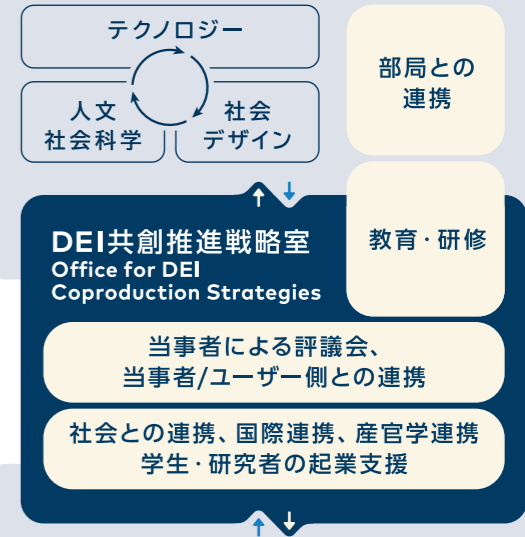 テクノロジー
人文
社会科学
社会
デザイン
部局との
連携
DEI共創推進戦略室
Office for DEI
Coproduction Strategies
教育・研修
当事者による評議会、
当事者/ユーザー側との連携
社会との連携、国際連携、産官学連携
学生・研究者の起業支援